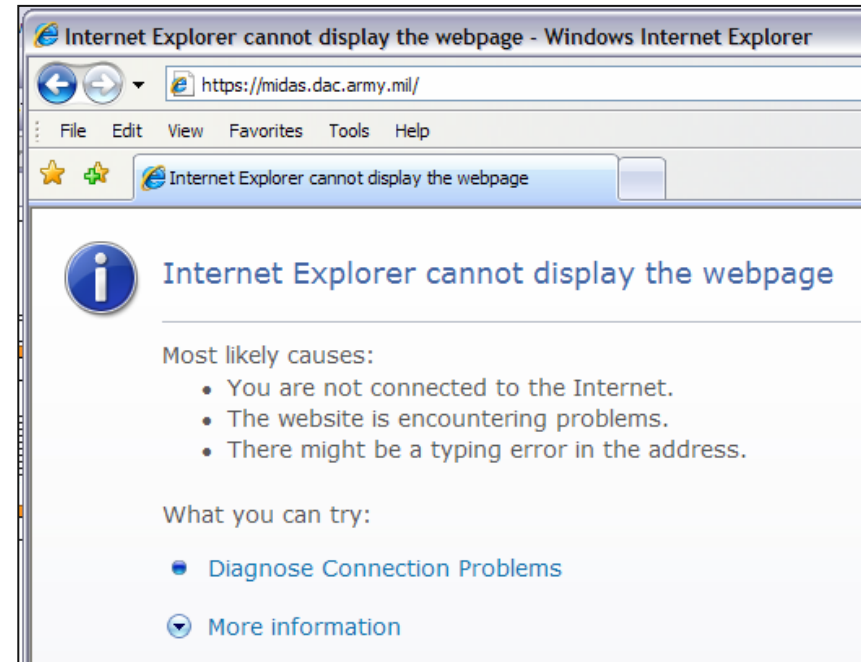 Internet Explorer cannot display the webpage - Windows Internet Explorer
https://midas.dac.army.mil/
File Edit View Favorites Tools Help
Internet Explorer cannot display the webpage
Internet Explorer cannot display the webpage
Most likely causes:
• You are not connected to the Internet.
• The website is encountering problems.
• There might be a typing error in the address.
What you can try:
Diagnose Connection Problems
More information